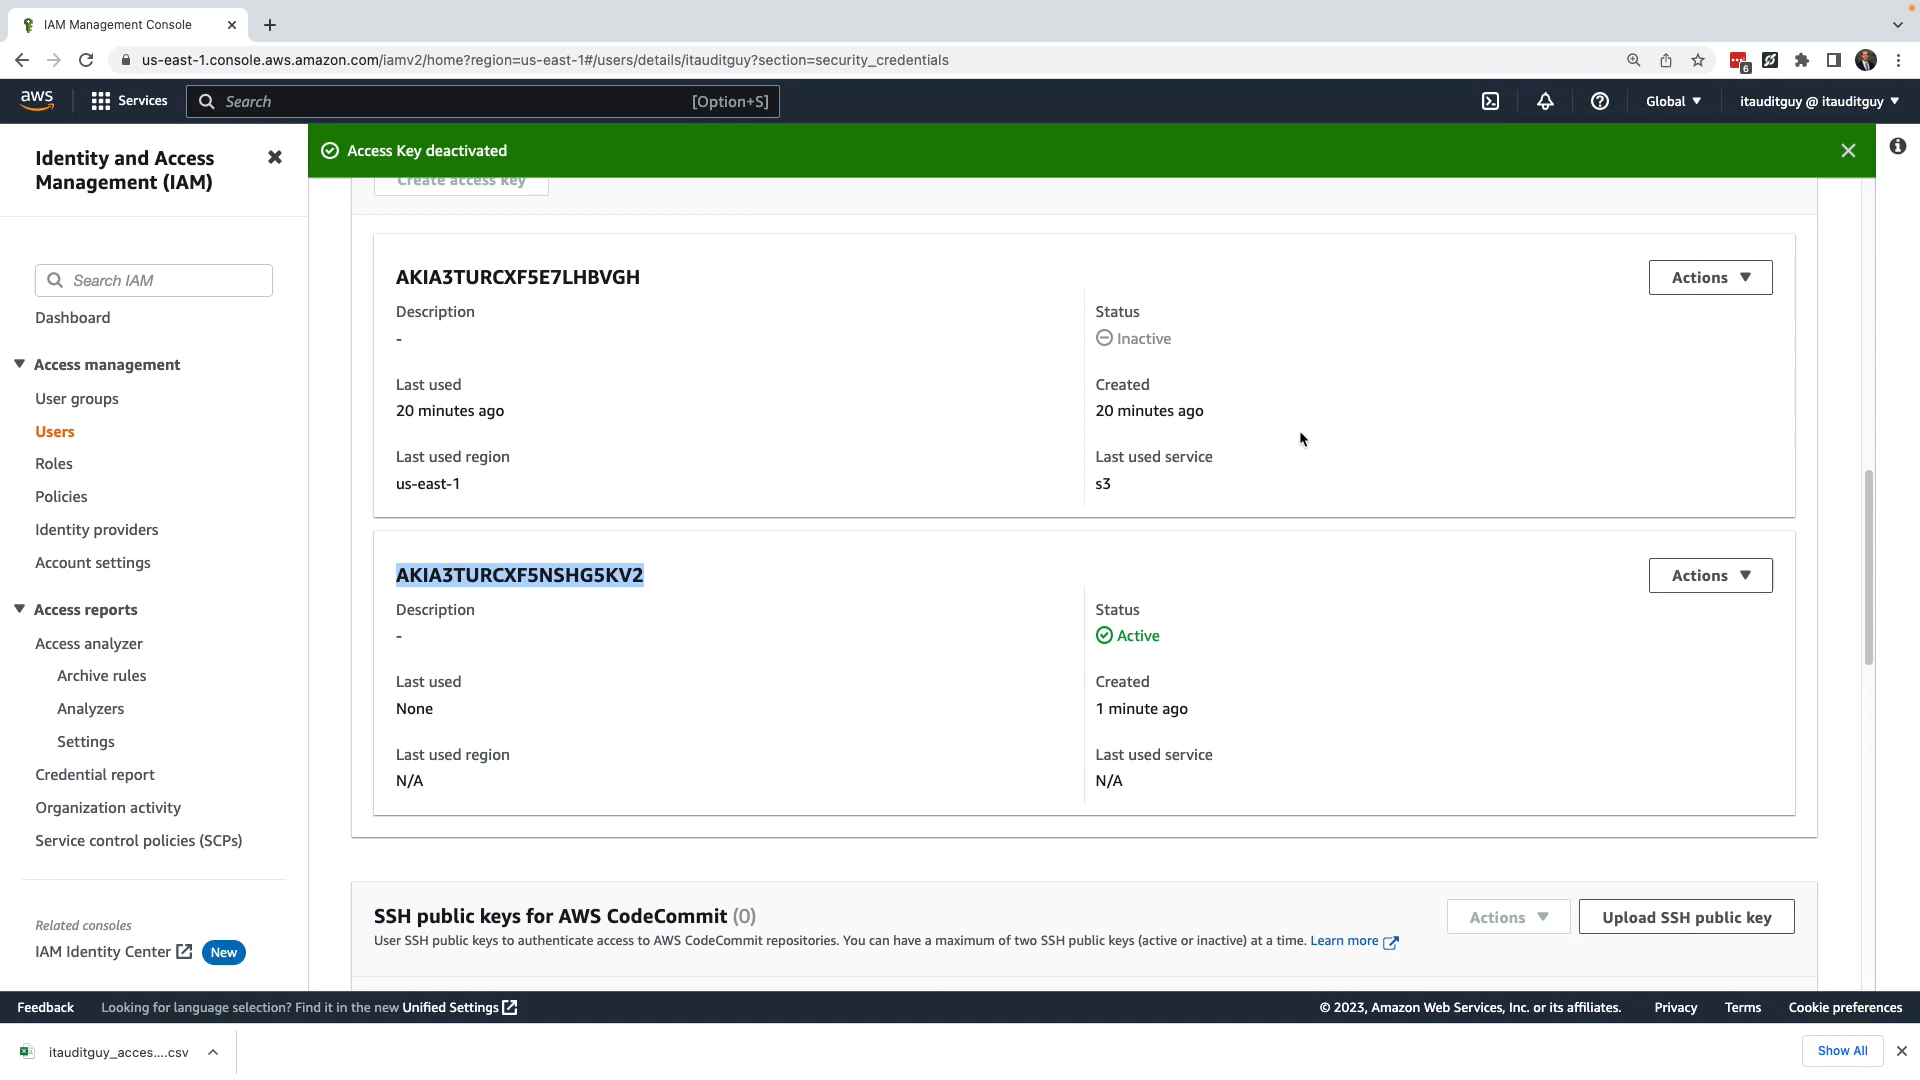 IAM Management Console
us-east-1.console.aws.amazon.com/iamv2/home?region=us-east-1#/users/details/itauditguy?section=security_credentials
6
aws
Services
Search
[Option+S]
Global
itauditguy @ itauditguy
Identity and Access
Management (IAM)
Search IAM
Dashboard
Access management
User groups
Users
Roles
Policies
Identity providers
Account settings
Access reports
Access analyzer
Archive rules
Analyzers
Settings
Credential report
Organization activity
Service control policies (SCPs)
Related consoles
IAM Identity Center
New
Access Key deactivated
Create access key
AKIA3TURCXF5E7LHBVGH
Actions
Description
-
Status
Inactive
Last used
20 minutes ago
Created
20 minutes ago
Last used region
us-east-1
Last used service
s3
AKIA3TURCXF5NSHG5KV2
Actions
Description
-
Status
Active
Last used
None
Created
1 minute ago
Last used region
N/A
Last used service
N/A
SSH public keys for AWS CodeCommit (0)
User SSH public keys to authenticate access to AWS CodeCommit repositories. You can have a maximum of two SSH public keys (active or inactive) at a time. Learn more
Actions
Upload SSH public key
Feedback
Looking for language selection? Find it in the new Unified Settings
© 2023, Amazon Web Services, Inc. or its affiliates.
Privacy
Terms
Cookie preferences
itauditguy_acces....csv
Show All